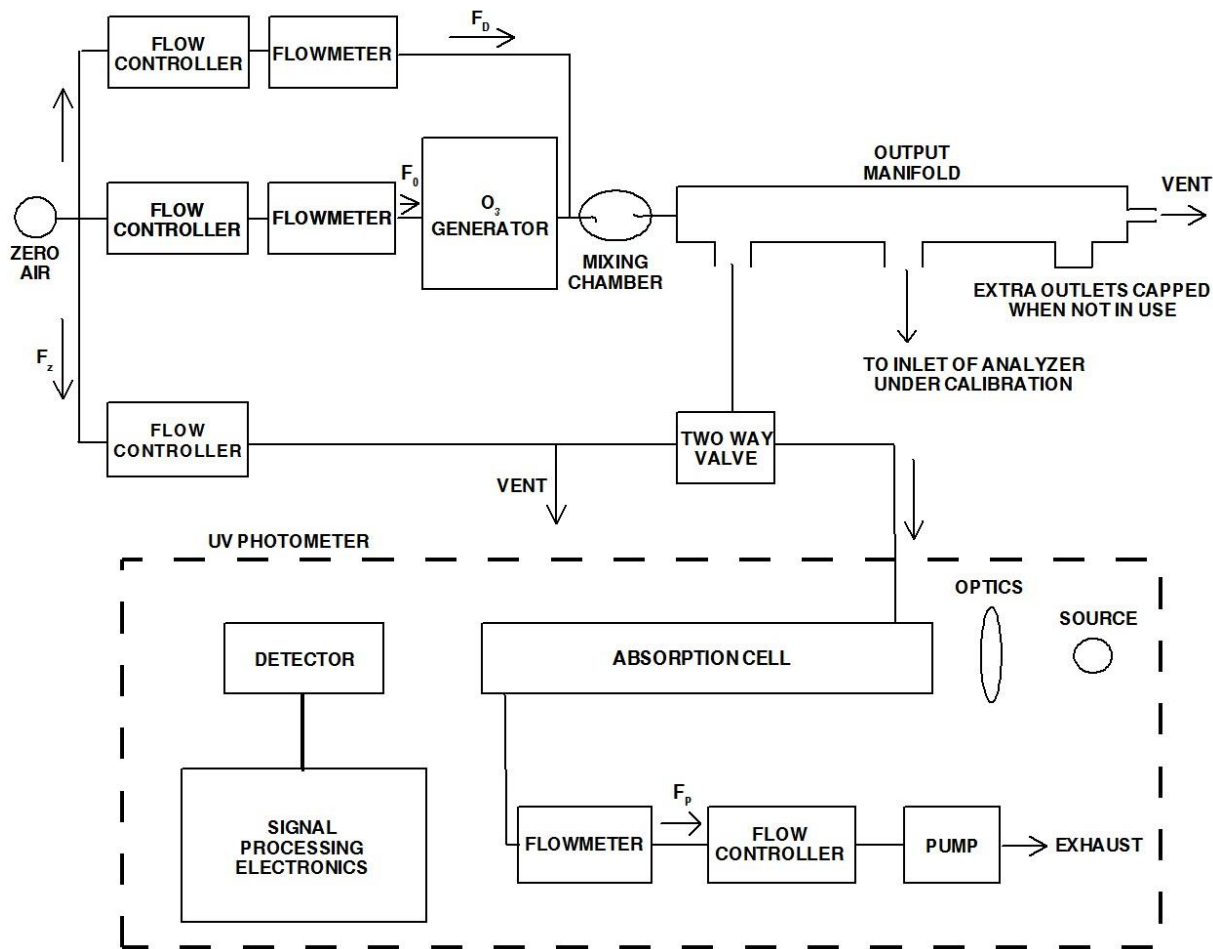 F_D
FLOW
CONTROLLER
FLOWMETER
F_0
FLOW
CONTROLLER
FLOWMETER
O_3
GENERATOR
ZERO
AIR
MIXING
CHAMBER
OUTPUT
MANIFOLD
VENT
EXTRA OUTLETS CAPPED
WHEN NOT IN USE
TO INLET OF ANALYZER
UNDER CALIBRATION
F_z
FLOW
CONTROLLER
VENT
TWO WAY
VALVE
UV PHOTOMETER
OPTICS
SOURCE
DETECTOR
ABSORPTION CELL
SIGNAL
PROCESSING
ELECTRONICS
FLOWMETER
F_p
FLOW
CONTROLLER
PUMP
EXHAUST